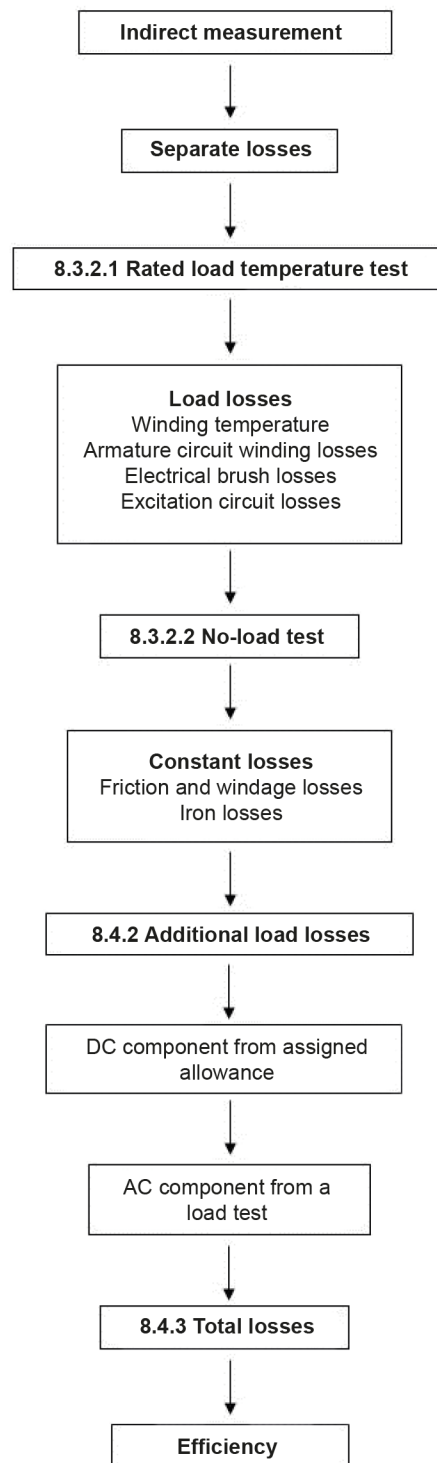 Indirect measurement
Separate losses
8.3.2.1 Rated load temperature test
Load losses
Winding temperature
Armature circuit winding losses
Electrical brush losses
Excitation circuit losses
8.3.2.2 No-load test
Constant losses
Friction and windage losses
Iron losses
8.4.2 Additional load losses
DC component from assigned
allowance
AC component from a
load test
8.4.3 Total losses
Efficiency